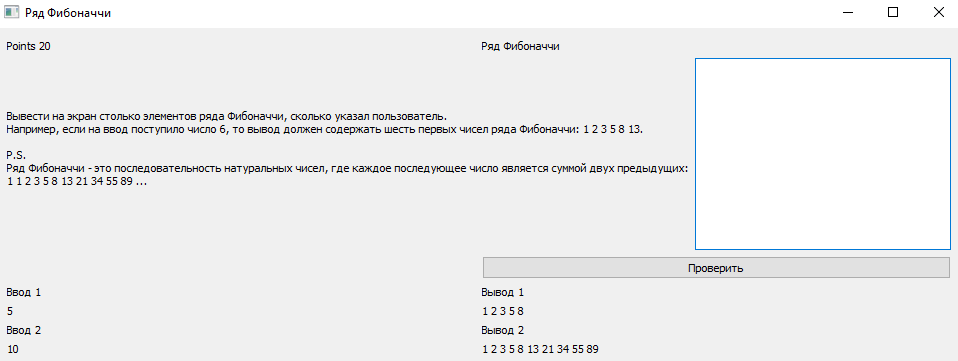 Ряд Фибоначчи
Points 20
Ряд Фибоначчи
Вывести на экран столько элементов ряда Фибоначчи, сколько указал пользователь.
Например, если на ввод поступило число 6, то вывод должен содержать шесть первых чисел ряда Фибоначчи: 1 2 3 5 8 13.
P.S.
Ряд Фибоначчи - это последовательность натуральных чисел, где каждое последующее число является суммой двух предыдущих:
1 1 2 3 5 8 13 21 34 55 89 ...
Проверить
Ввод 1
Вывод 1
5
1 2 3 5 8
Ввод 2
Вывод 2
10
1 2 3 5 8 13 21 34 55 89